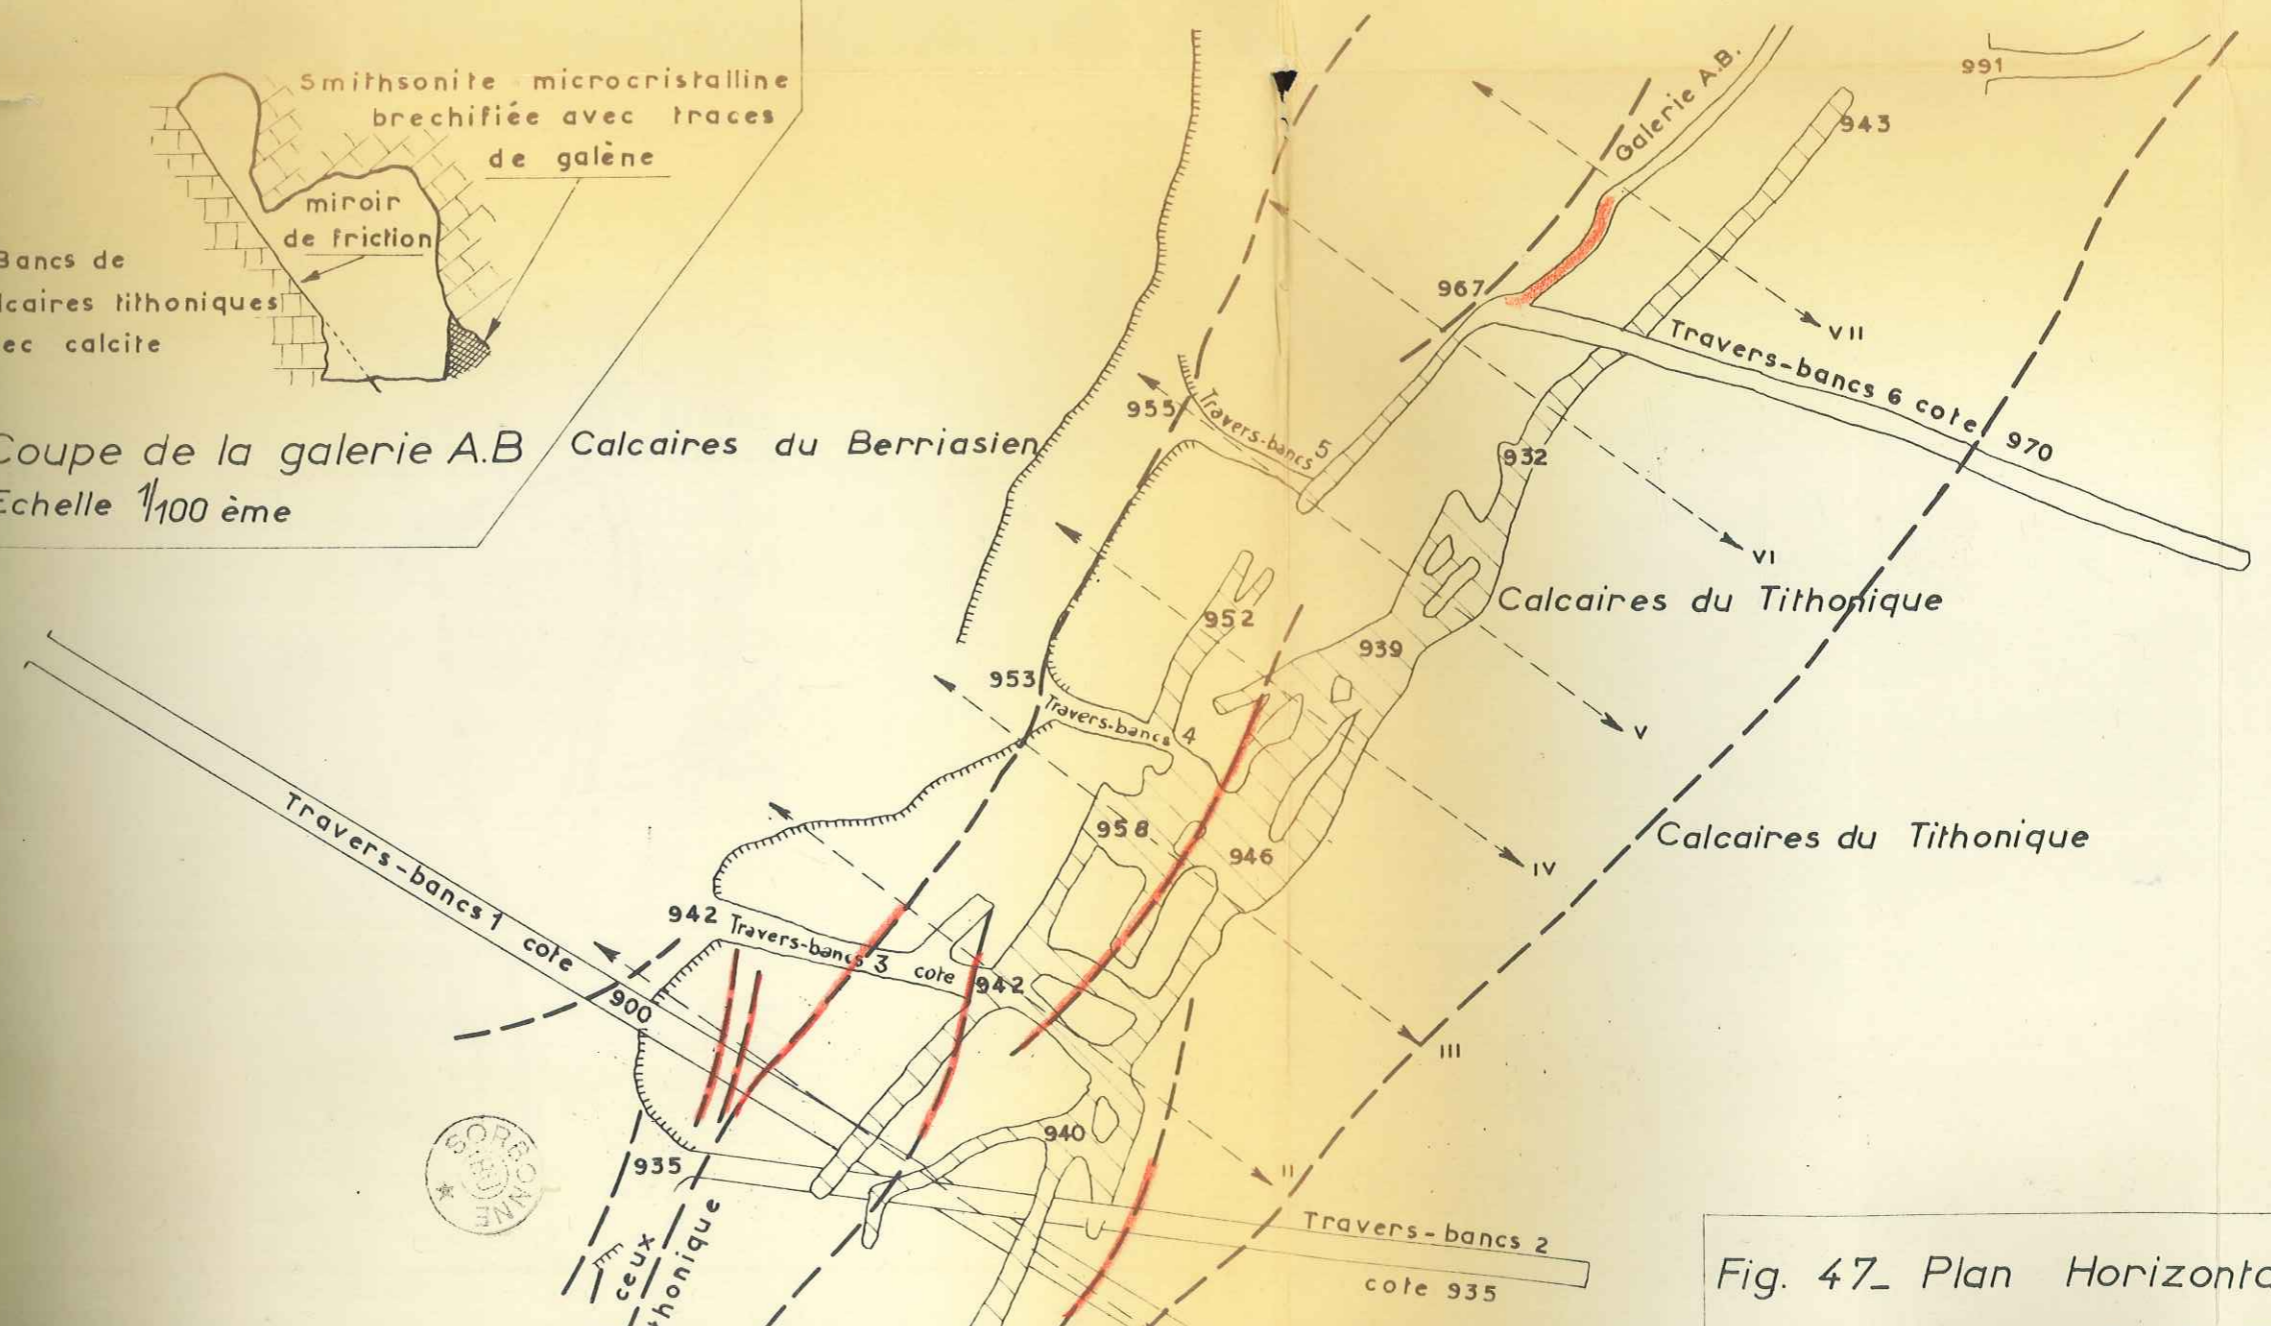 Smithsonite microcristalline
brechifiée avec traces
de galène
miroir
de friction
Bancs de
lcaires tithoniques
ec calcite
Coupe de la galerie A.B
Echelle 1/100 ème
Calcaires du Berriasien
Galerie A.B.
991
943
967
VII
Travers-bancs 6 cote 970
955
Travers-bancs 5
932
VI
Calcaires du Tithonique
952
939
953
Travers-bancs 4
V
958
946
Calcaires du Tithonique
IV
Travers-bancs 1 cote 900
942
Travers-bancs 3 cote 942
III
940
935
II
SORBONNE
ceux
thonique
Travers-bancs 2
cote 935
Fig. 47_ Plan Horizonta